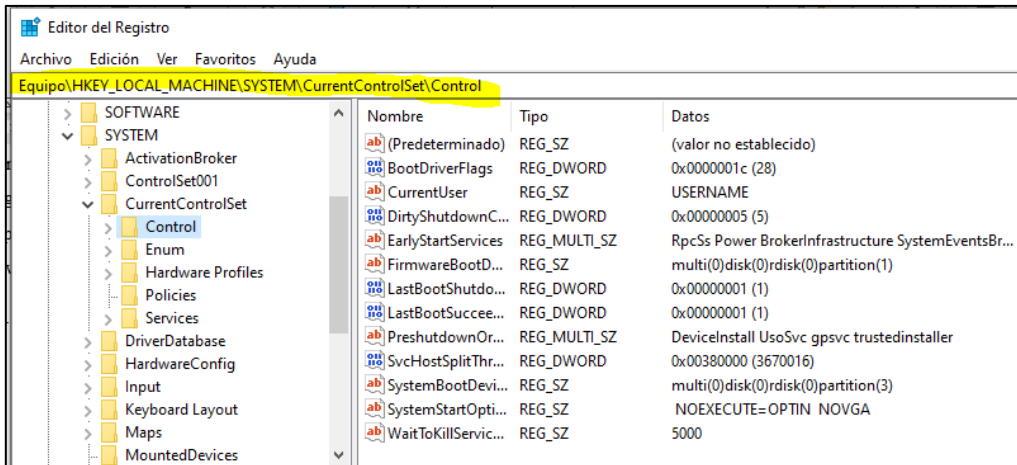 Editor del Registro
Archivo Edición Ver Favoritos Ayuda
Equipo\HKEY_LOCAL_MACHINE\SYSTEM\CurrentControlSet\Control
SOFTWARE
SYSTEM
ActivationBroker
ControlSet001
CurrentControlSet
Control
Enum
Hardware Profiles
Policies
Services
DriverDatabase
HardwareConfig
Input
Keyboard Layout
Maps
MountedDevices
Nombre Tipo Datos
(Predeterminado) REG_SZ (valor no establecido)
BootDriverFlags REG_DWORD 0x0000001c (28)
CurrentUser REG_SZ USERNAME
DirtyShutdownC... REG_DWORD 0x00000005 (5)
EarlyStartServices REG_MULTI_SZ RpcSs Power BrokerInfrastructure SystemEventsBr...
FirmwareBootD... REG_SZ multi(0)disk(0)rdisk(0)partition(1)
LastBootShutdo... REG_DWORD 0x00000001 (1)
LastBootSuccee... REG_DWORD 0x00000001 (1)
PreshutdownOr... REG_MULTI_SZ DeviceInstall UsoSvc gpsvc trustedinstaller
SvcHostSplitThr... REG_DWORD 0x00380000 (3670016)
SystemBootDevi... REG_SZ multi(0)disk(0)rdisk(0)partition(3)
SystemStartOpti... REG_SZ NOEXECUTE=OPTIN NOVGA
WaitToKillServic... REG_SZ 5000